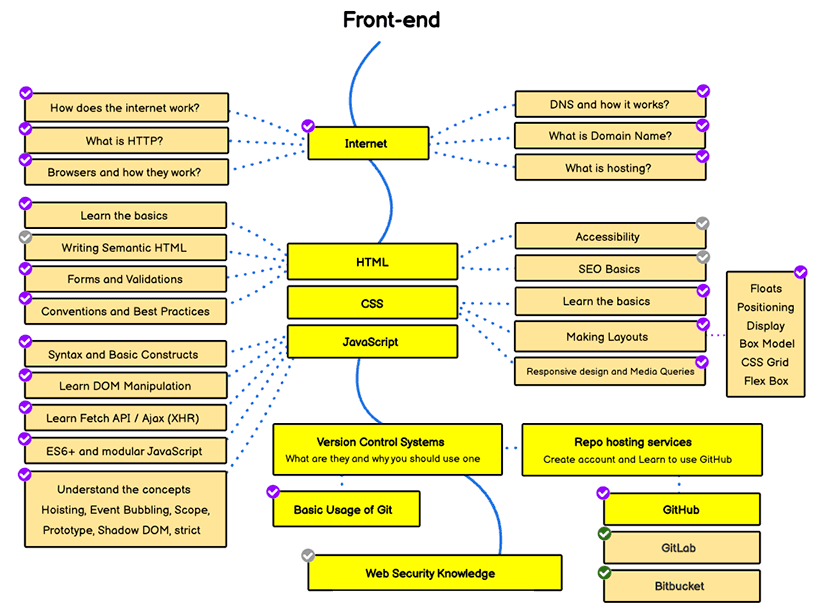 Front-end
How does the internet work?
What is HTTP?
Browsers and how they work?
Internet
DNS and how it works?
What is Domain Name?
What is hosting?
Learn the basics
Writing Semantic HTML
Forms and Validations
Conventions and Best Practices
HTML
CSS
JavaScript
Accessibility
SEO Basics
Learn the basics
Making Layouts
Responsive design and Media Queries
Floats
Positioning
Display
Box Model
CSS Grid
Flex Box
Syntax and Basic Constructs
Learn DOM Manipulation
Learn Fetch API / Ajax (XHR)
ES6+ and modular JavaScript
Understand the concepts
Hoisting, Event Bubbling, Scope,
Prototype, Shadow DOM, strict
Version Control Systems
What are they and why you should use one
Repo hosting services
Create account and Learn to use GitHub
Basic Usage of Git
GitHub
GitLab
Bitbucket
Web Security Knowledge